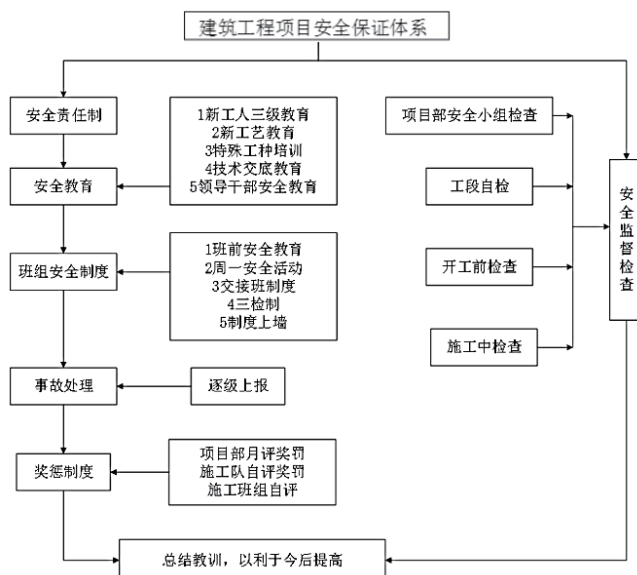 建筑工程项目安全保证体系
安全责任制
1新工人三级教育
2新工艺教育
3特殊工种培训
4技术交底教育
5领导干部安全教育
安全教育
班组安全制度
1班前安全教育
2周一安全活动
3交接班制度
4三检制
5制度上墙
事故处理
逐级上报
奖惩制度
项目部月评奖罚
施工队自评奖罚
施工班组自评
项目部安全小组检查
工段自检
开工前检查
施工中检查
安全监督检查
总结教训，以利于今后提高